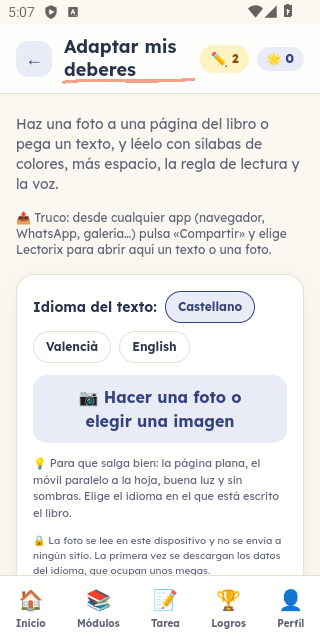 5:07
Adaptar mis
deberes
← ✏️ 2 🌟 0
Haz una foto a una página del libro o
pega un texto, y léelo con sílabas de
colores, más espacio, la regla de lectura y
la voz.
📤 Truco: desde cualquier app (navegador,
WhatsApp, galería…) pulsa «Compartir» y elige
Lectorix para abrir aquí un texto o una foto.
Idioma del texto: Castellano
Valencià English
📷 Hacer una foto o
elegir una imagen
💡 Para que salga bien: la página plana, el
móvil paralelo a la hoja, buena luz y sin
sombras. Elige el idioma en el que está escrito
el libro.
🔒 La foto se lee en este dispositivo y no se envía a
ningún sitio. La primera vez se descargan los datos
del idioma, que ocupan unos megas.
Inicio Módulos Tarea Logros Perfil